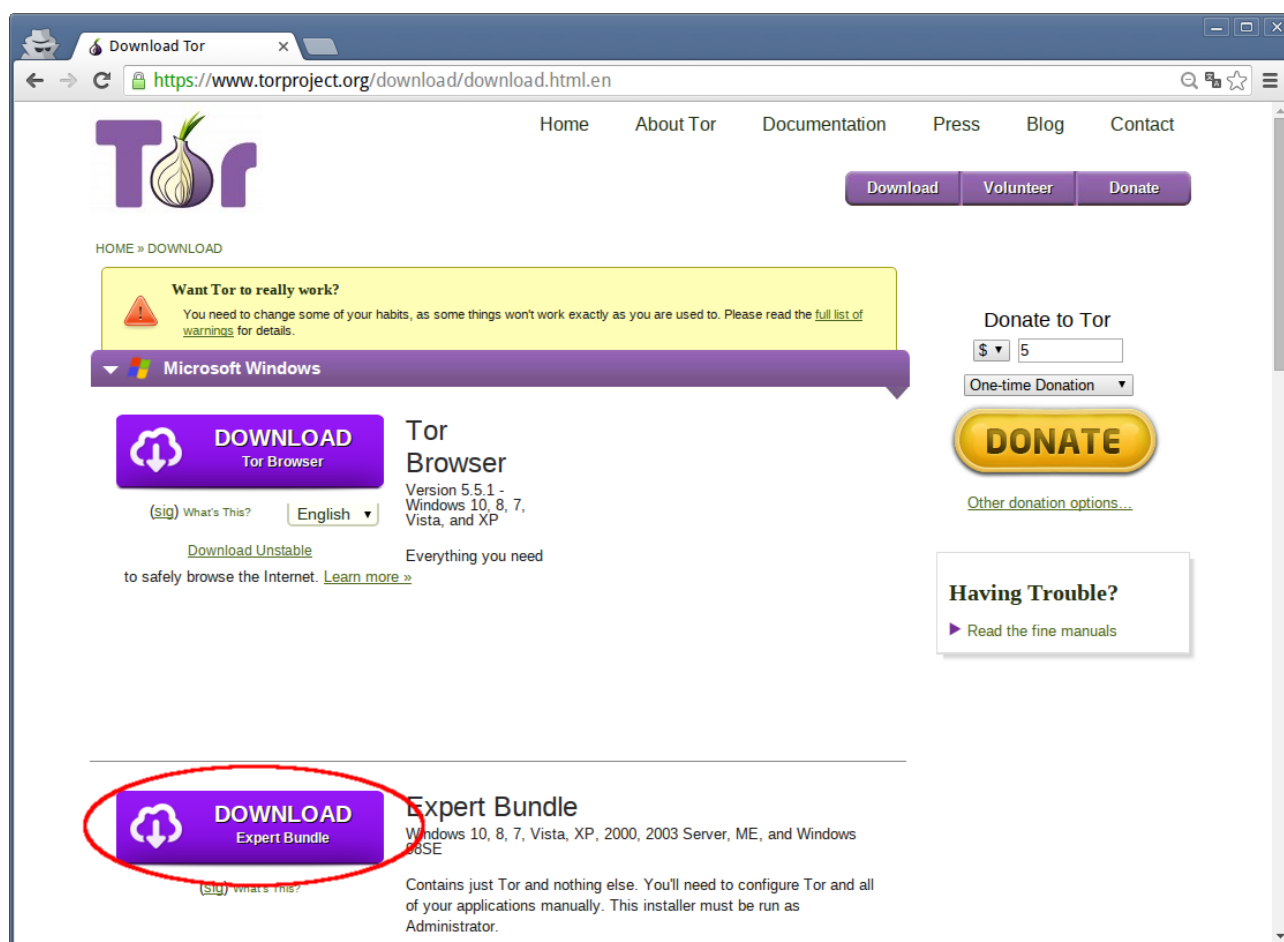 Download Tor
https://www.torproject.org/download/download.html.en
Tor
Home About Tor Documentation Press Blog Contact
Download Volunteer Donate
HOME » DOWNLOAD
Want Tor to really work?
You need to change some of your habits, as some things won't work exactly as you are used to. Please read the full list of
warnings for details.
Microsoft Windows
DOWNLOAD
Tor Browser
(sig) What's This?
English
Download Unstable
Tor
Browser
Version 5.5.1 -
Windows 10, 8, 7,
Vista, and XP
Everything you need
to safely browse the Internet. Learn more »
Donate to Tor
$ 5
One-time Donation
DONATE
Other donation options...
Having Trouble?
Read the fine manuals
DOWNLOAD
Expert Bundle
(sig) What's This?
Expert Bundle
Windows 10, 8, 7, Vista, XP, 2000, 2003 Server, ME, and Windows
98SE
Contains just Tor and nothing else. You'll need to configure Tor and all
of your applications manually. This installer must be run as
Administrator.